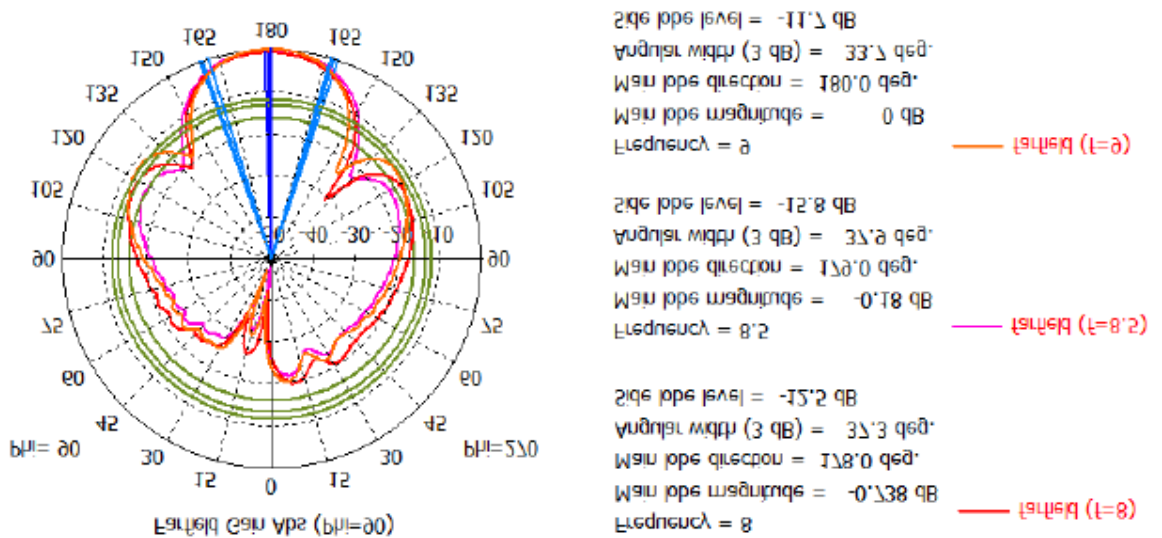 Farfield Gain Abs (Phi=90)
0
15
15
30
30
Phi= 90
Phi=270
45
45
60
60
75
75
90
90
40
30
20
10
105
105
120
120
135
135
150
150
165
165
180
farfield (f=8)
farfield (f=8.5)
farfield (f=9)
Frequency = 8
Main lobe magnitude = -0.738 dB
Main lobe direction = 178.0 deg.
Angular width (3 dB) = 37.3 deg.
Side lobe level = -12.5 dB
Frequency = 8.5
Main lobe magnitude = -0.18 dB
Main lobe direction = 179.0 deg.
Angular width (3 dB) = 37.9 deg.
Side lobe level = -15.8 dB
Frequency = 9
Main lobe magnitude = 0 dB
Main lobe direction = 180.0 deg.
Angular width (3 dB) = 33.7 deg.
Side lobe level = -11.7 dB